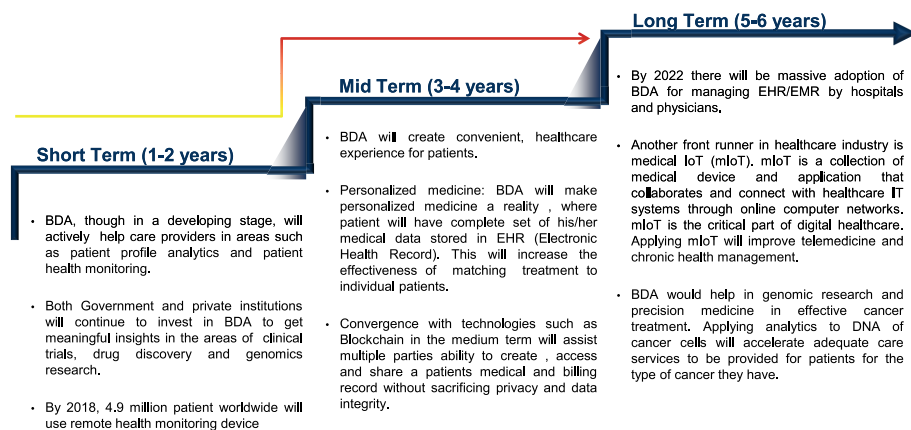 Short Term (1-2 years)
• BDA, though in a developing stage, will
actively help care providers in areas such
as patient profile analytics and patient
health monitoring.
• Both Government and private institutions
will continue to invest in BDA to get
meaningful insights in the areas of clinical
trials, drug discovery and genomics
research.
• By 2018, 4.9 million patient worldwide will
use remote health monitoring device
Mid Term (3-4 years)
• BDA will create convenient, healthcare
experience for patients.
• Personalized medicine: BDA will make
personalized medicine a reality , where
patient will have complete set of his/her
medical data stored in EHR (Electronic
Health Record). This will increase the
effectiveness of matching treatment to
individual patients.
• Convergence with technologies such as
Blockchain in the medium term will assist
multiple parties ability to create , access
and share a patients medical and billing
record without sacrificing privacy and data
integrity.
Long Term (5-6 years)
• By 2022 there will be massive adoption of
BDA for managing EHR/EMR by hospitals
and physicians.
• Another front runner in healthcare industry is
medical IoT (mIoT). mIoT is a collection of
medical device and application that
collaborates and connect with healthcare IT
systems through online computer networks.
mIoT is the critical part of digital healthcare.
Applying mIoT will improve telemedicine and
chronic health management.
• BDA would help in genomic research and
precision medicine in effective cancer
treatment. Applying analytics to DNA of
cancer cells will accelerate adequate care
services to be provided for patients for the
type of cancer they have.